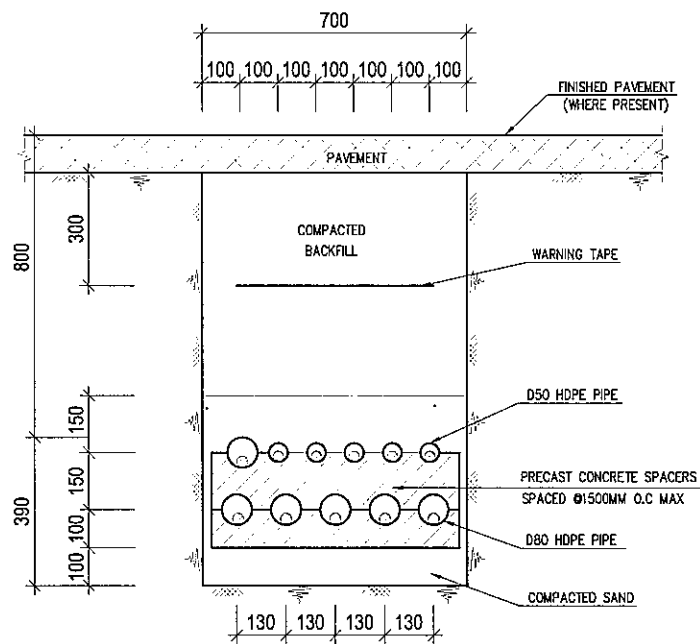 700
100 100 100 100 100 100 100
FINISHED PAVEMENT
(WHERE PRESENT)
PAVEMENT
300
COMPACTED
BACKFILL
800
WARNING TAPE
150
D50 HDPE PIPE
150
PRECAST CONCRETE SPACERS
SPACED @1500MM O.C MAX
390
100
D80 HDPE PIPE
100
COMPACTED SAND
130 130 130 130